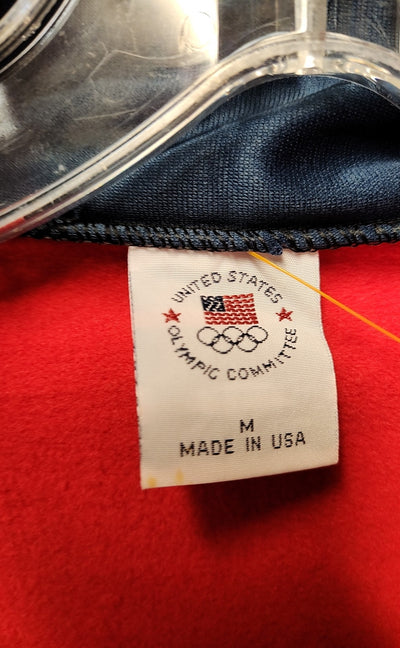 UNITED STATES
OLYMPIC COMMITTEE
M
MADE IN USA